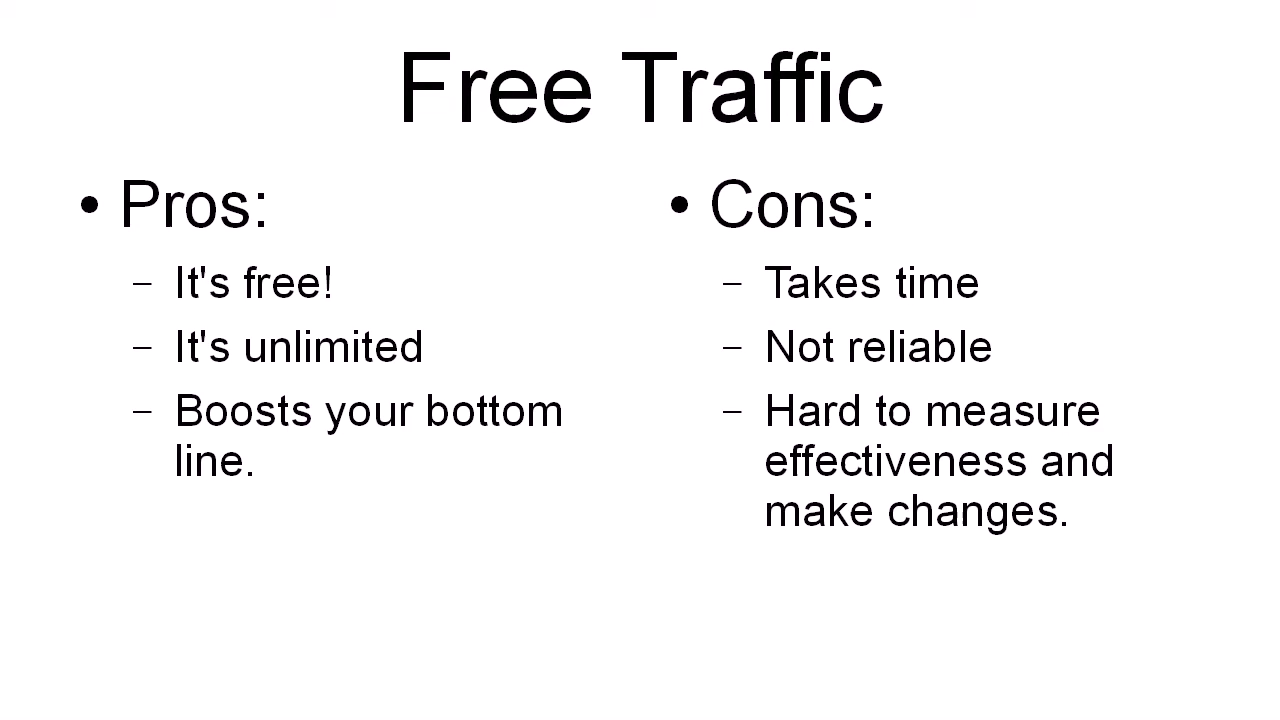 Free Traffic
• Pros:
– It's free!
– It's unlimited
– Boosts your bottom
line.
• Cons:
– Takes time
– Not reliable
– Hard to measure
effectiveness and
make changes.